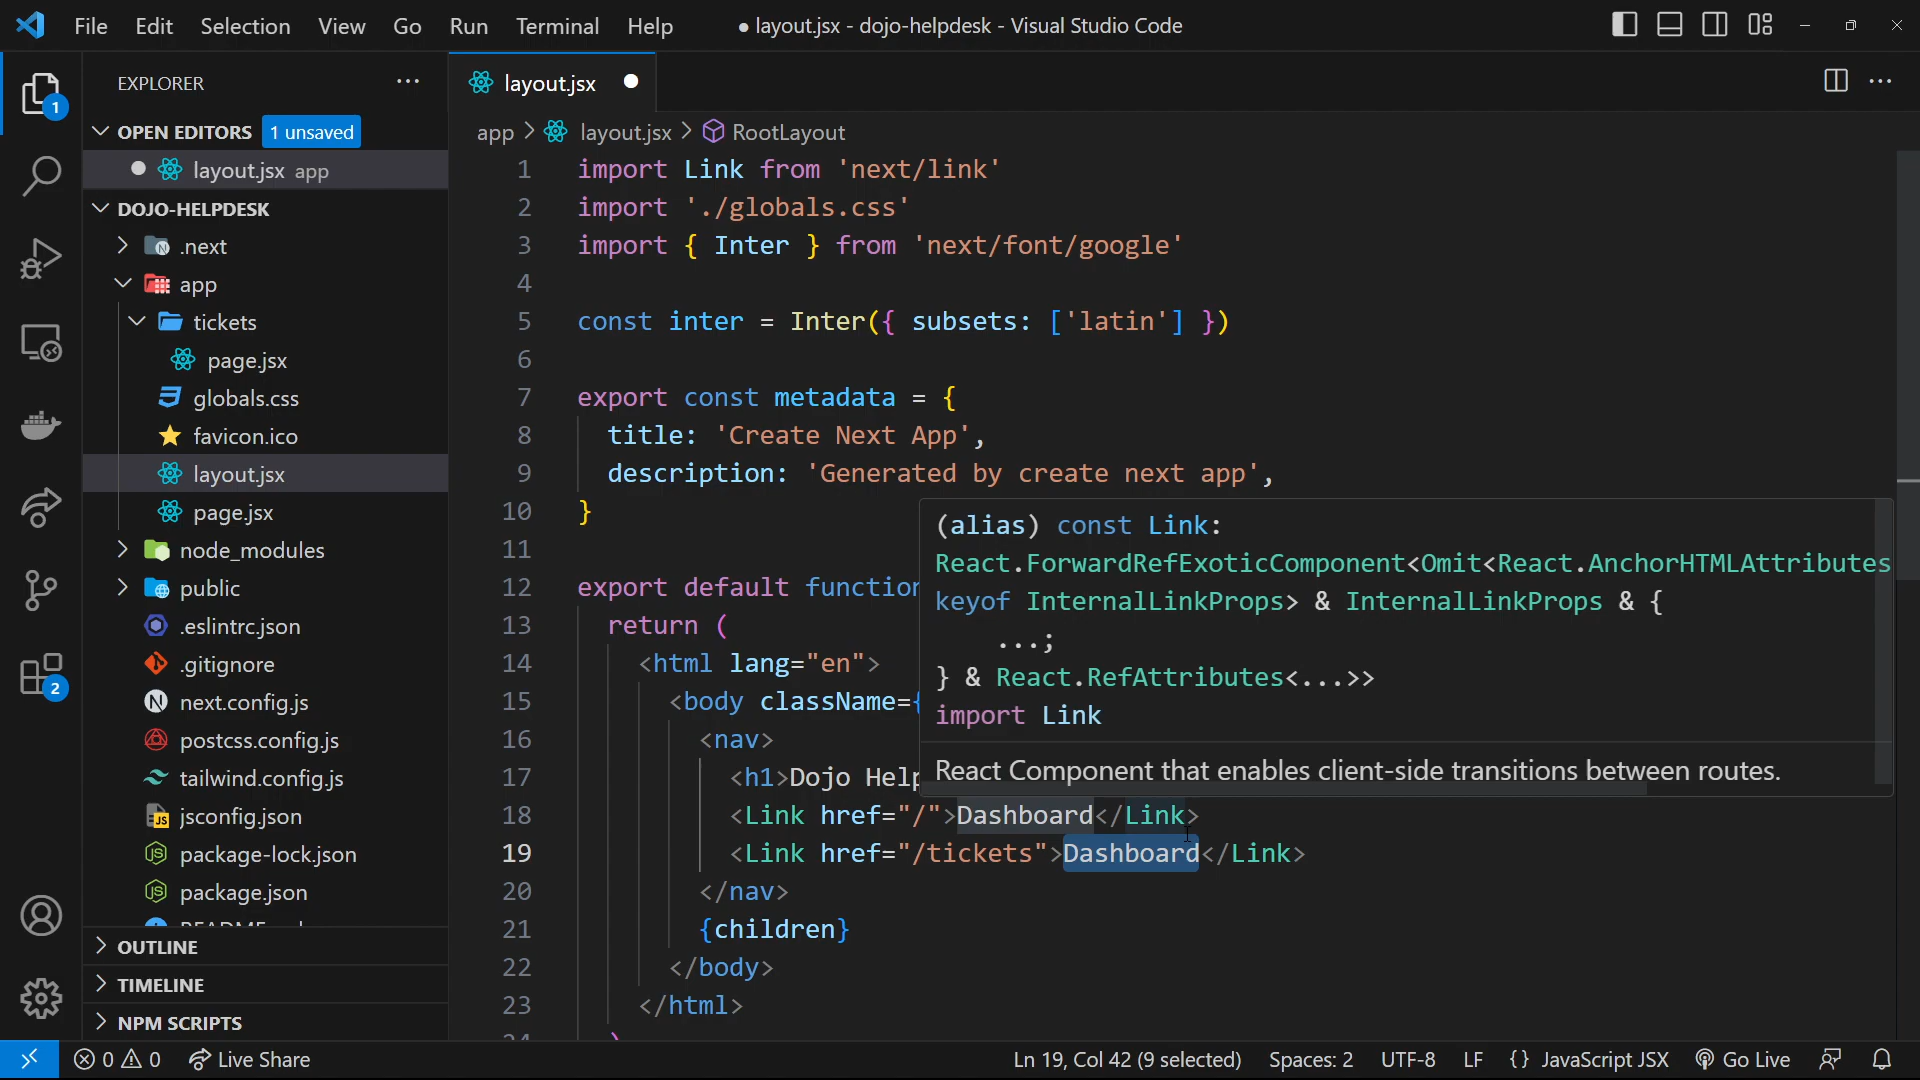 File Edit Selection View Go Run Terminal Help
● layout.jsx - dojo-helpdesk - Visual Studio Code
EXPLORER
OPEN EDITORS 1 unsaved
layout.jsx app
DOJO-HELPDESK
.next
app
tickets
page.jsx
globals.css
favicon.ico
layout.jsx
page.jsx
node_modules
public
.eslintrc.json
.gitignore
next.config.js
postcss.config.js
tailwind.config.js
jsconfig.json
package-lock.json
package.json
OUTLINE
TIMELINE
NPM SCRIPTS
1
2
layout.jsx
app > layout.jsx > RootLayout
1 import Link from 'next/link'
2 import './globals.css'
3 import { Inter } from 'next/font/google'
4
5 const inter = Inter({ subsets: ['latin'] })
6
7 export const metadata = {
8 title: 'Create Next App',
9 description: 'Generated by create next app',
10 }
11
12 export default function
13 return (
14 <html lang="en">
15 <body className={
16 <nav>
17 <h1>Dojo Help
18 <Link href="/">Dashboard</Link>
19 <Link href="/tickets">Dashboard</Link>
20 </nav>
21 {children}
22 </body>
23 </html>
24 )
(alias) const Link:
React.ForwardRefExoticComponent<Omit<React.AnchorHTMLAttributes
keyof InternalLinkProps> & InternalLinkProps & {
...;
} & React.RefAttributes<...>>
import Link
React Component that enables client-side transitions between routes.
0 0 Live Share
Ln 19, Col 42 (9 selected) Spaces: 2 UTF-8 LF {} JavaScript JSX Go Live